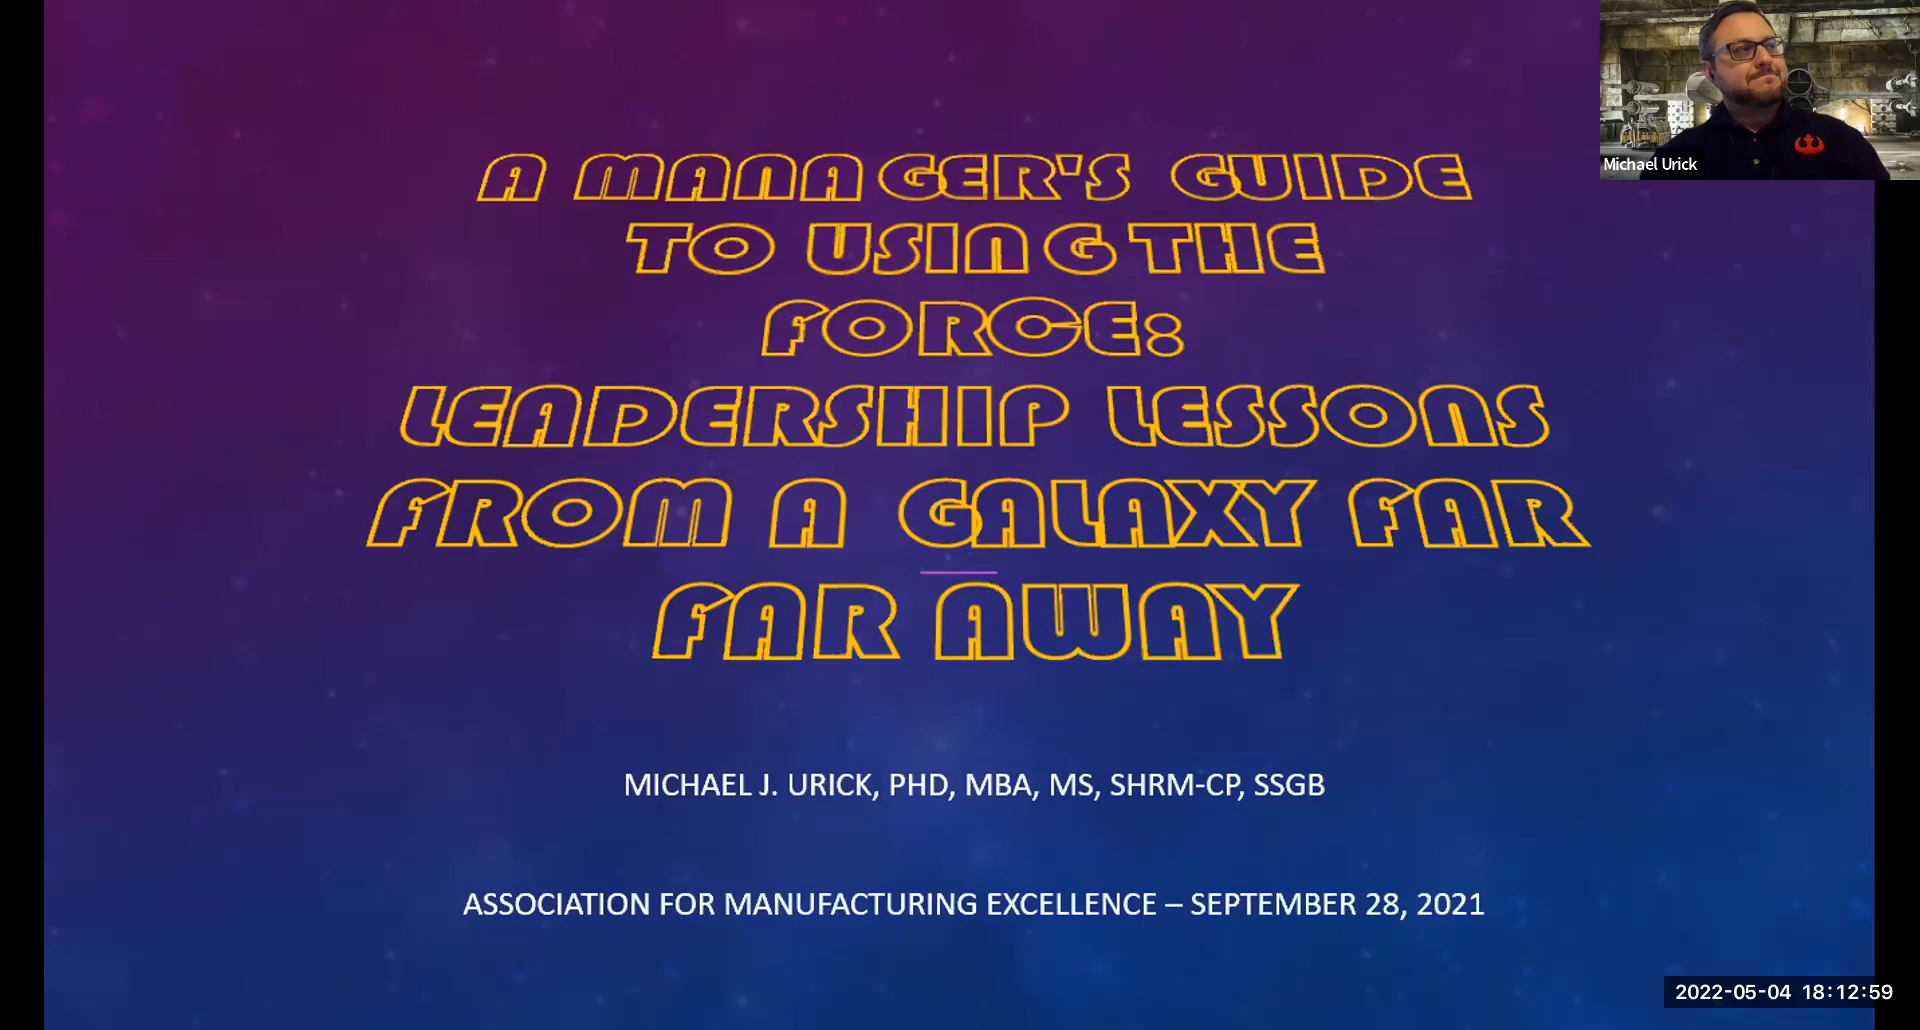 A MANAGER'S GUIDE
TO USING THE
FORCE:
LEADERSHIP LESSONS
FROM A GALAXY FAR
FAR AWAY
MICHAEL J. URICK, PHD, MBA, MS, SHRM-CP, SSGB
ASSOCIATION FOR MANUFACTURING EXCELLENCE – SEPTEMBER 28, 2021
Michael Urick
2022-05-04 18:12:59